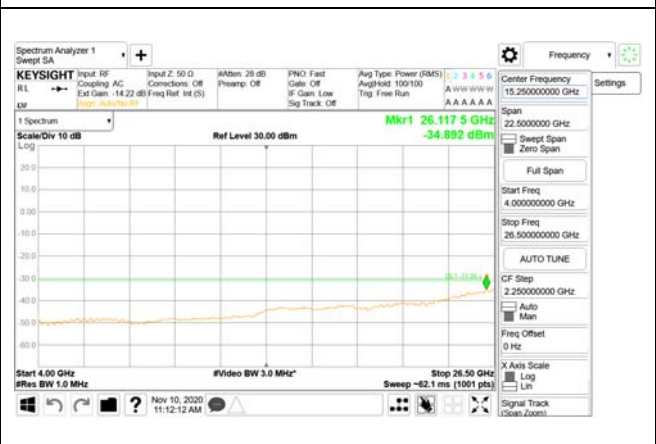 Spectrum Analyzer 1
Swept SA
Frequency
KEYSIGHT
RL
Input: RF
Coupling: AC
Ext Gain: -14.22 dB
Align: Auto/No RF
Input Z: 50 Ω
Corrections: Off
Freq Ref: Int (S)
#Atten: 28 dB
Preamp: Off
PNO: Fast
Gate: Off
IF Gain: Low
Sig Track: Off
Avg Type: Power (RMS)
Avg|Hold: 100/100
Trig: Free Run
1 2 3 4 5 6
A W W W W W
A A A A A A
Center Frequency
15.250000000 GHz
Settings
1 Spectrum
Scale/Div 10 dB
Log
Ref Level 30.00 dBm
Mkr1 26.117 5 GHz
-34.892 dBm
Span
22.5000000 GHz
Swept Span
Zero Span
Full Span
Start Freq
4.000000000 GHz
Stop Freq
26.500000000 GHz
AUTO TUNE
CF Step
2.250000000 GHz
Auto
Man
Freq Offset
0 Hz
X Axis Scale
Log
Lin
Signal Track
(Span Zoom)
20.0
10.0
0.00
-10.0
-20.0
-30.0
-40.0
-50.0
-60.0
Start 4.00 GHz
#Res BW 1.0 MHz
#Video BW 3.0 MHz*
Stop 26.50 GHz
Sweep ~62.1 ms (1001 pts)
Nov 10, 2020
11:12:12 AM